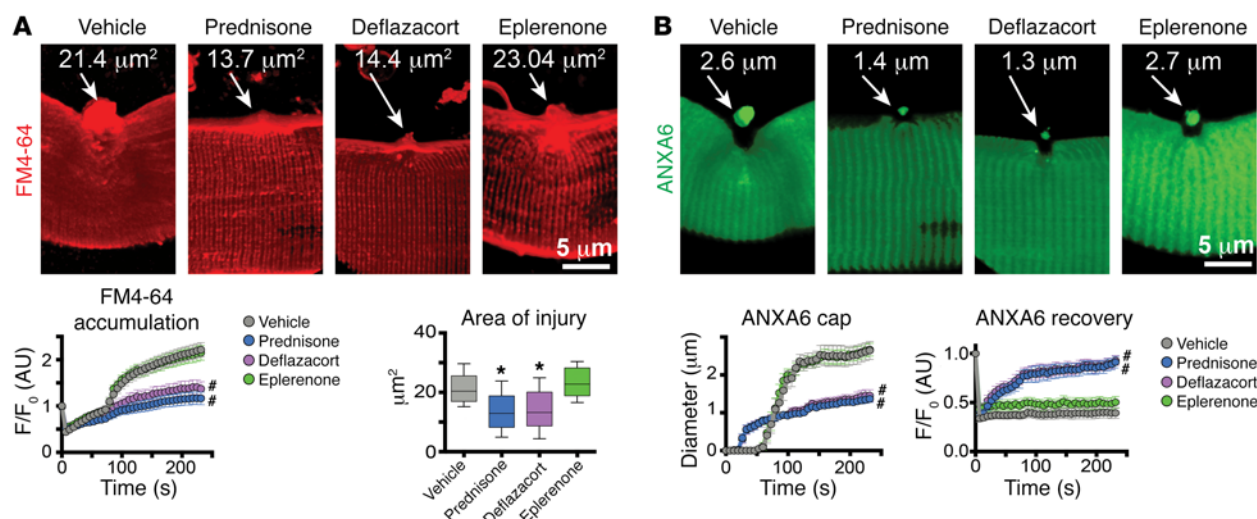 A
Vehicle Prednisone Deflazacort Eplerenone
21.4 μm² 13.7 μm² 14.4 μm² 23.04 μm²
FM4-64
5 μm
FM4-64
accumulation
Vehicle
Prednisone
Deflazacort
Eplerenone
F/F₀ (AU)
2
1
0
0 100 200
Time (s)
#
#
Area of injury
μm²
40
20
0
* *
Vehicle
Prednisone
Deflazacort
Eplerenone
B
Vehicle Prednisone Deflazacort Eplerenone
2.6 μm 1.4 μm 1.3 μm 2.7 μm
ANXA6
5 μm
ANXA6 cap
Diameter (μm)
3
2
1
0
0 100 200
Time (s)
#
#
ANXA6 recovery
F/F₀ (AU)
1.0
0.5
0
0 100 200
Time (s)
#
#
Vehicle
Prednisone
Deflazacort
Eplerenone